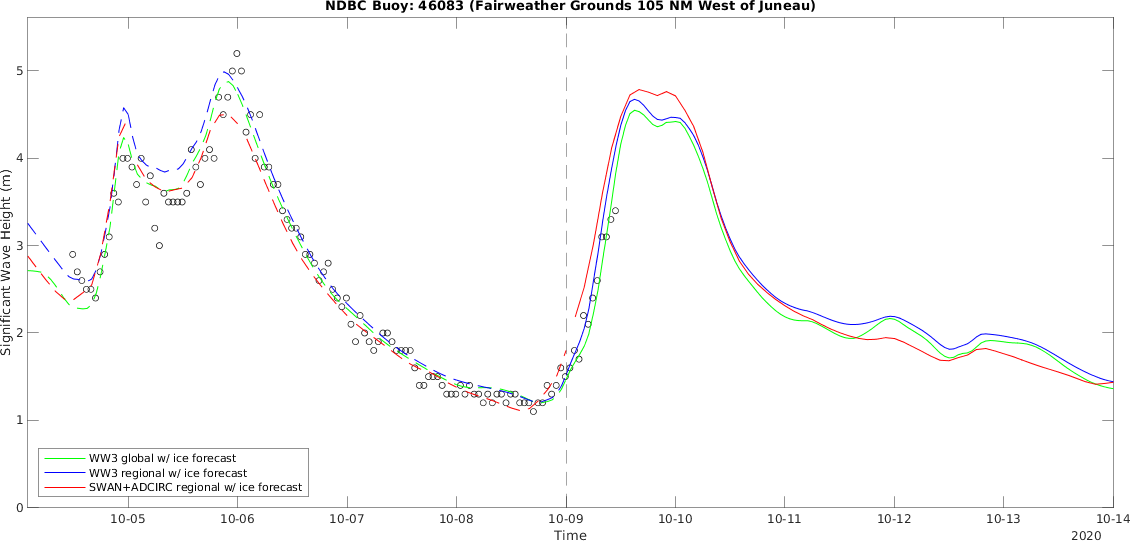 NDBC Buoy: 46083 (Fairweather Grounds 105 NM West of Juneau)
Significant Wave Height (m)
5
4
3
2
1
0
WW3 global w/ ice forecast
WW3 regional w/ ice forecast
SWAN+ADCIRC regional w/ ice forecast
10-05 10-06 10-07 10-08 10-09 10-10 10-11 10-12 10-13 10-14
Time
2020